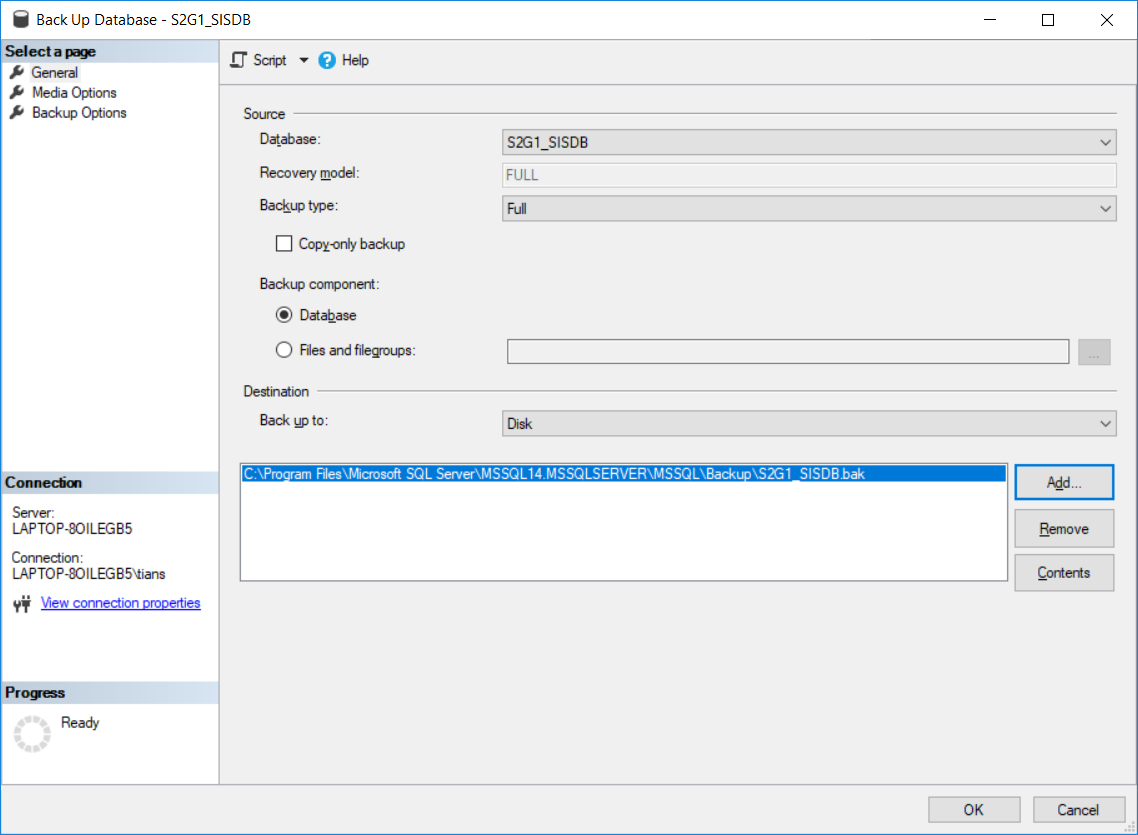 Back Up Database - S2G1_SISDB
Select a page
General
Media Options
Backup Options
Script
Help
Source
Database:
S2G1_SISDB
Recovery model:
FULL
Backup type:
Full
Copy-only backup
Backup component:
Database
Files and filegroups:
...
Destination
Back up to:
Disk
C:\Program Files\Microsoft SQL Server\MSSQL14.MSSQLSERVER\MSSQL\Backup\S2G1_SISDB.bak
Add...
Remove
Contents
Connection
Server:
LAPTOP-8OILEGB5
Connection:
LAPTOP-8OILEGB5\tians
View connection properties
Progress
Ready
OK
Cancel